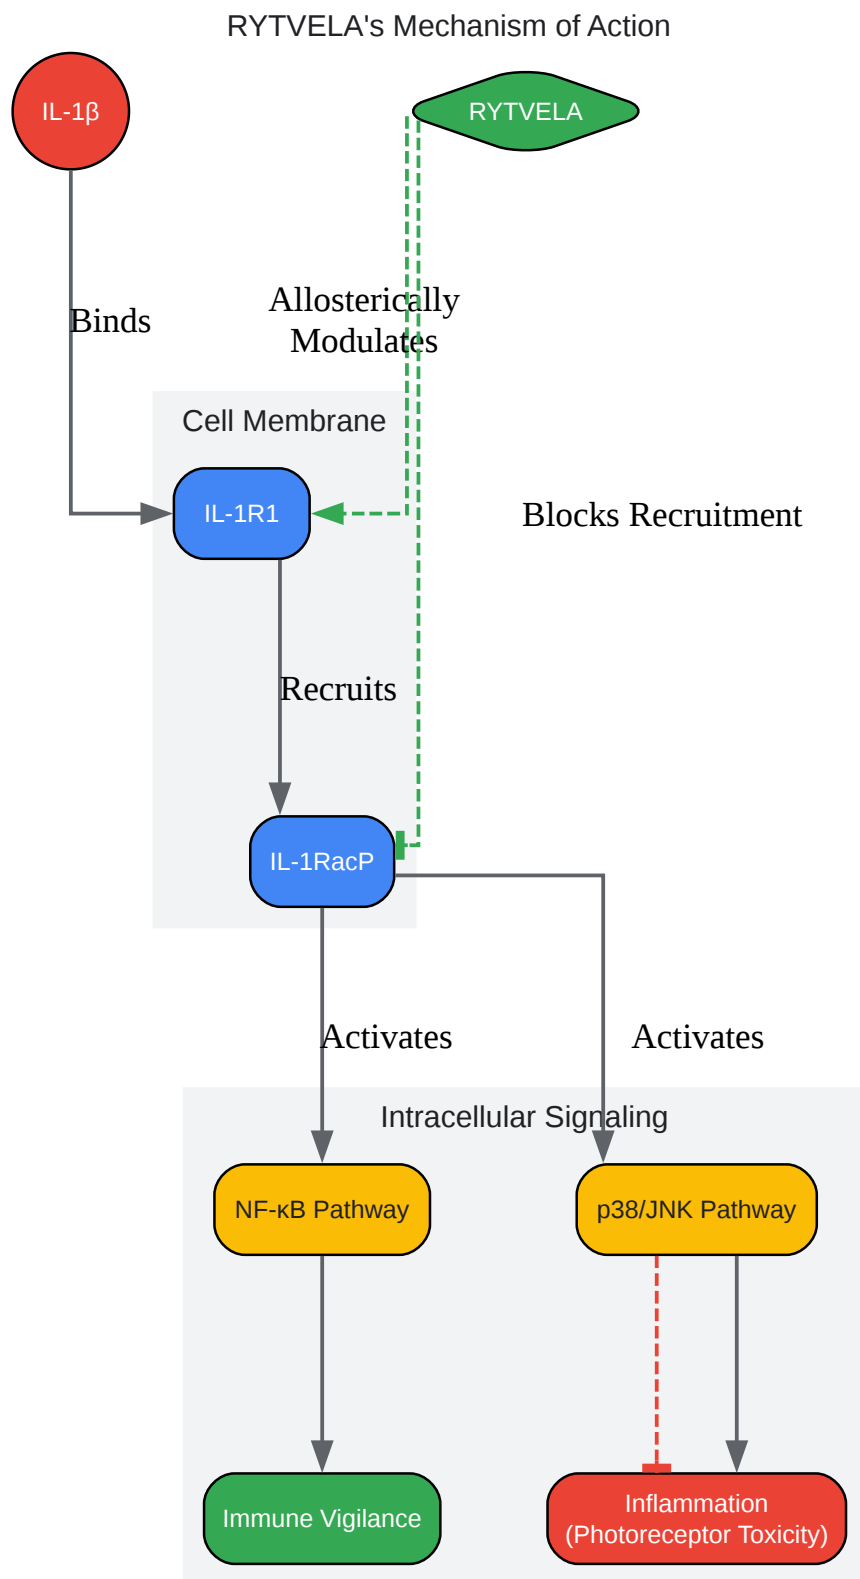 RYTVELA's Mechanism of Action
IL-1β
RYTVELA
Allosterically
Modulates
Binds
Cell Membrane
IL-1R1
Blocks Recruitment
Recruits
IL-1RacP
Activates
Activates
Intracellular Signaling
NF-κB Pathway
p38/JNK Pathway
Immune Vigilance
Inflammation
(Photoreceptor Toxicity)